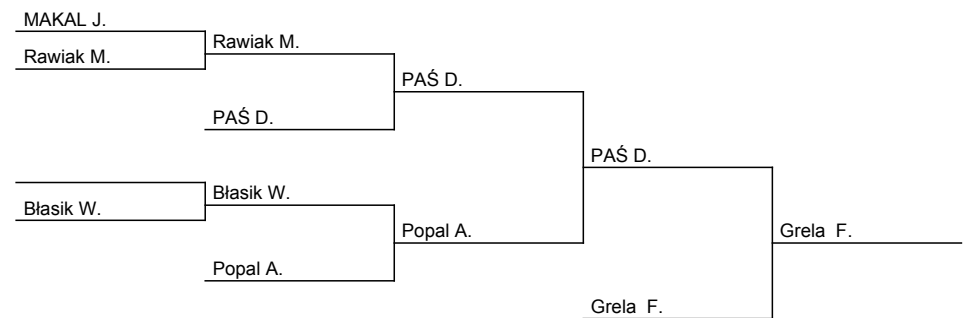 MAKAL J.
Rawiak M.
Rawiak M.
PAŚ D.
PAŚ D.
PAŚ D.
Błasik W.
Błasik W.
Popal A.
Popal A.
Grela F.
Grela F.